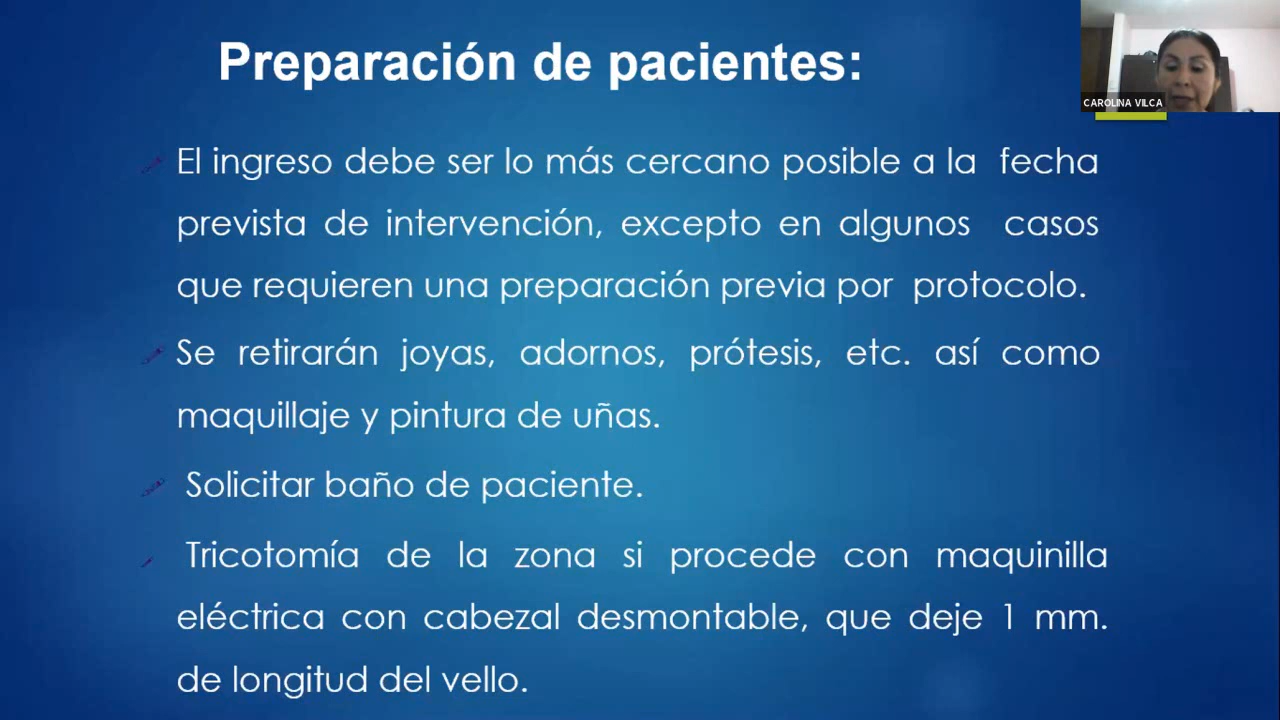 Preparación de pacientes:
CAROLINA VILCA
El ingreso debe ser lo más cercano posible a la fecha
prevista de intervención, excepto en algunos casos
que requieren una preparación previa por protocolo.
Se retirarán joyas, adornos, prótesis, etc. así como
maquillaje y pintura de uñas.
Solicitar baño de paciente.
Tricotomía de la zona si procede con maquinilla
eléctrica con cabezal desmontable, que deje 1 mm.
de longitud del vello.